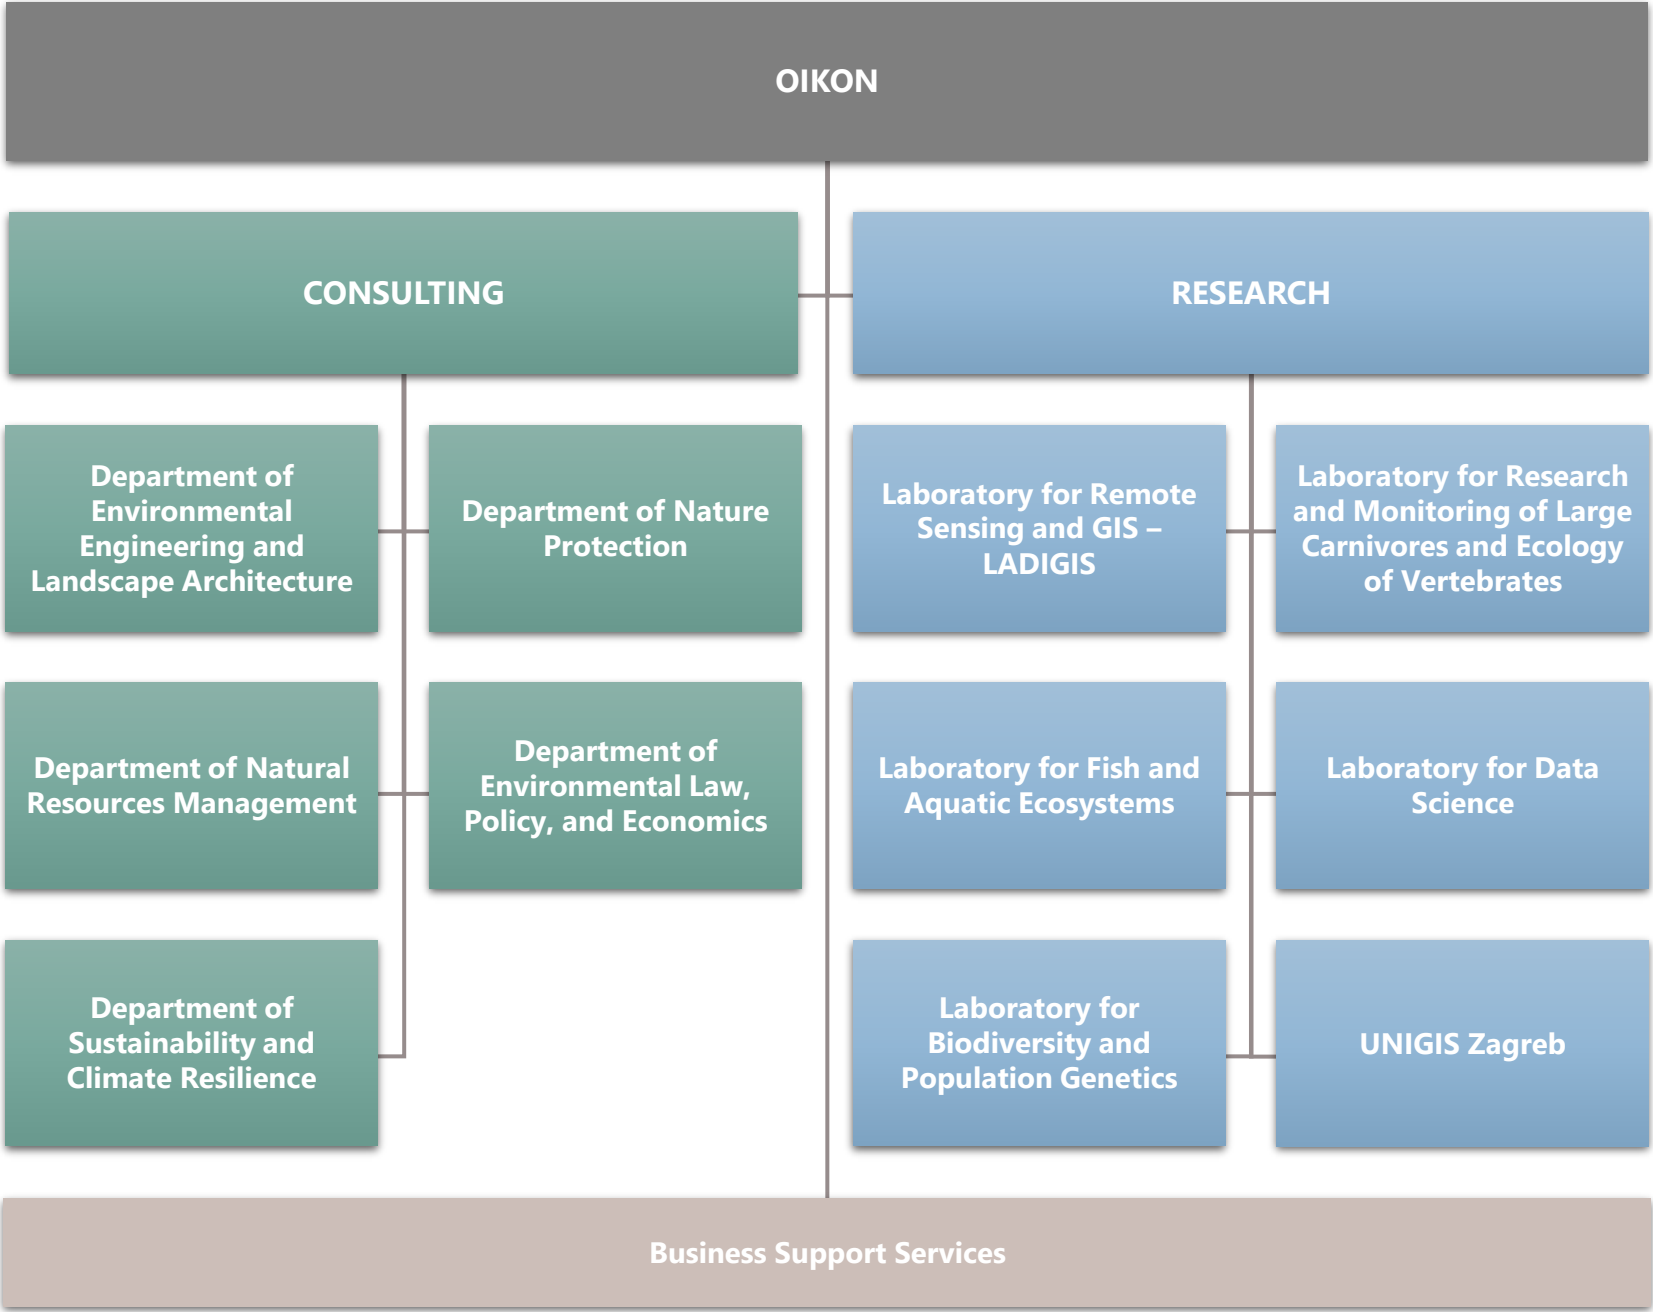 OIKON
CONSULTING
RESEARCH
Department of
Environmental
Engineering and
Landscape Architecture
Department of Nature
Protection
Laboratory for Remote
Sensing and GIS –
LADIGIS
Laboratory for Research
and Monitoring of Large
Carnivores and Ecology
of Vertebrates
Department of Natural
Resources Management
Department of
Environmental Law,
Policy, and Economics
Laboratory for Fish and
Aquatic Ecosystems
Laboratory for Data
Science
Department of
Sustainability and
Climate Resilience
Laboratory for
Biodiversity and
Population Genetics
UNIGIS Zagreb
Business Support Services